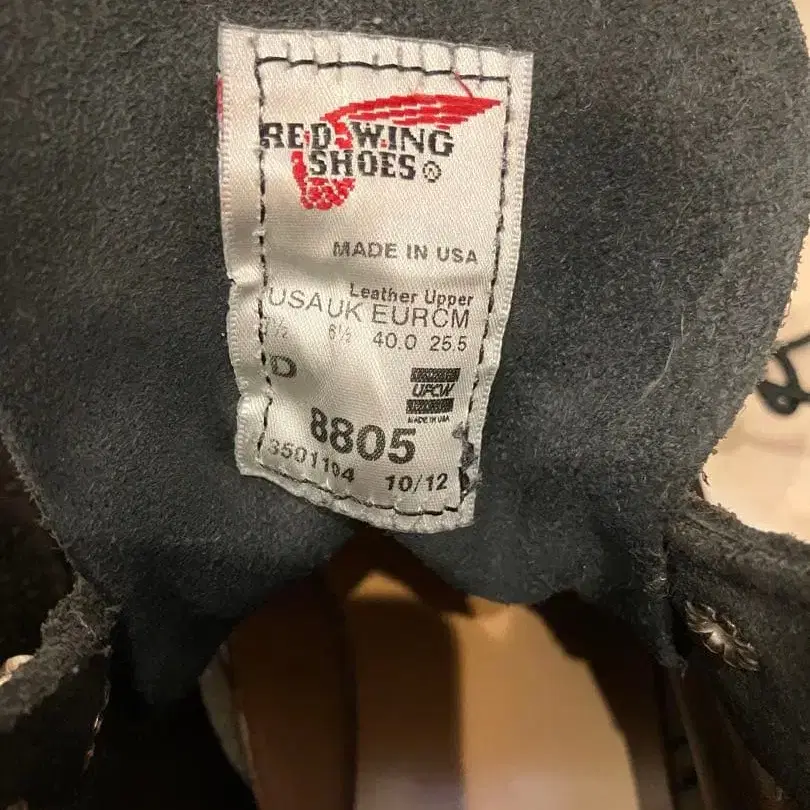 RED WING
SHOES®
MADE IN USA
Leather Upper
USA UK EUR CM
7½ 6½ 40.0 25.5
D
UFCW
MADE IN USA
8805
3501104 10/12